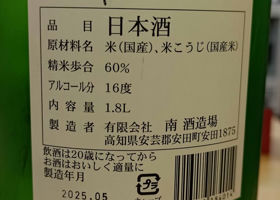 品目 日本酒
原材料名 米(国産)、米こうじ(国産米)
精米歩合 60%
アルコール分 16度
内容量 1.8L
製造者 有限会社 南酒造場
高知県安芸郡安田町安田1875
飲酒は20歳になってから
お酒はおいしく適量に
製造年月
2025.05